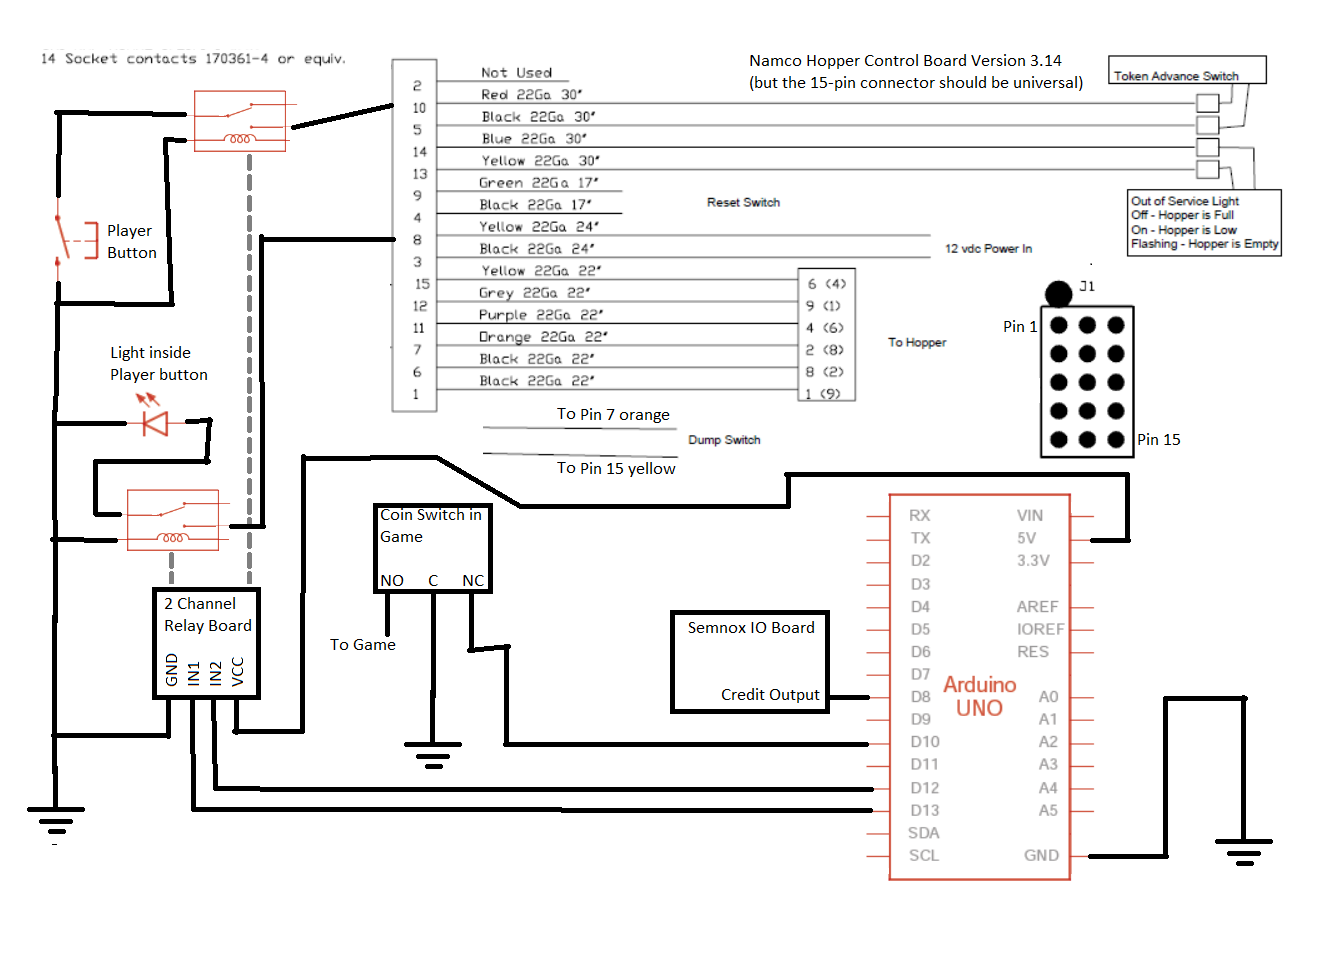 14 Socket contacts 170361-4 or equiv.
Namco Hopper Control Board Version 3.14
(but the 15-pin connector should be universal)
Token Advance Switch
2
Not Used
10
Red 22Ga 30"
5
Black 22Ga 30"
14
Blue 22Ga 30"
13
Yellow 22Ga 30"
9
Green 22Ga 17"
4
Black 22Ga 17"
8
Yellow 22Ga 24"
3
Black 22Ga 24"
15
Yellow 22Ga 22"
12
Grey 22Ga 22"
11
Purple 22Ga 22"
7
Orange 22Ga 22"
6
Black 22Ga 22"
1
Black 22Ga 22"
Reset Switch
12 vdc Power In
Out of Service Light
Off - Hopper is Full
On - Hopper is Low
Flashing - Hopper is Empty
6 (4)
9 (1)
4 (6)
2 (8)
8 (2)
1 (9)
To Hopper
J1
Pin 1
Pin 15
Player
Button
Light inside
Player button
To Pin 7 orange
Dump Switch
To Pin 15 yellow
Coin Switch in
Game
NO
C
NC
To Game
2 Channel
Relay Board
GND
IN1
IN2
VCC
Semnox IO Board
Credit Output
Arduino
UNO
RX
TX
D2
D3
D4
D5
D6
D7
D8
D9
D10
D11
D12
D13
SDA
SCL
VIN
5V
3.3V
AREF
IOREF
RES
A0
A1
A2
A3
A4
A5
GND